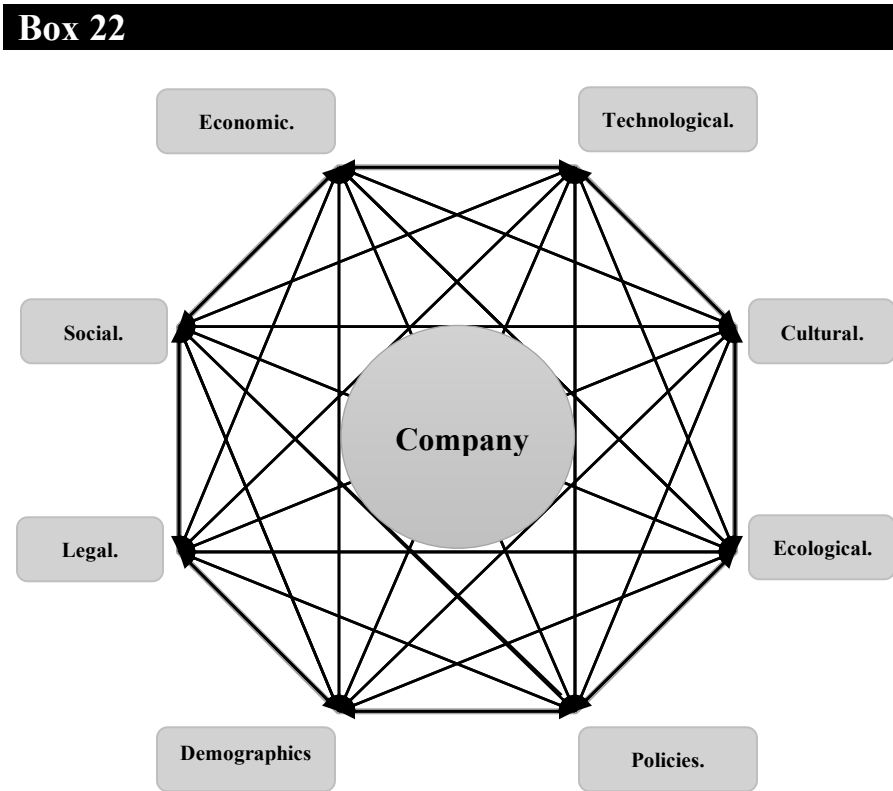 Box 22
Economic.
Technological.
Social.
Cultural.
Company
Legal.
Ecological.
Demographics
Policies.